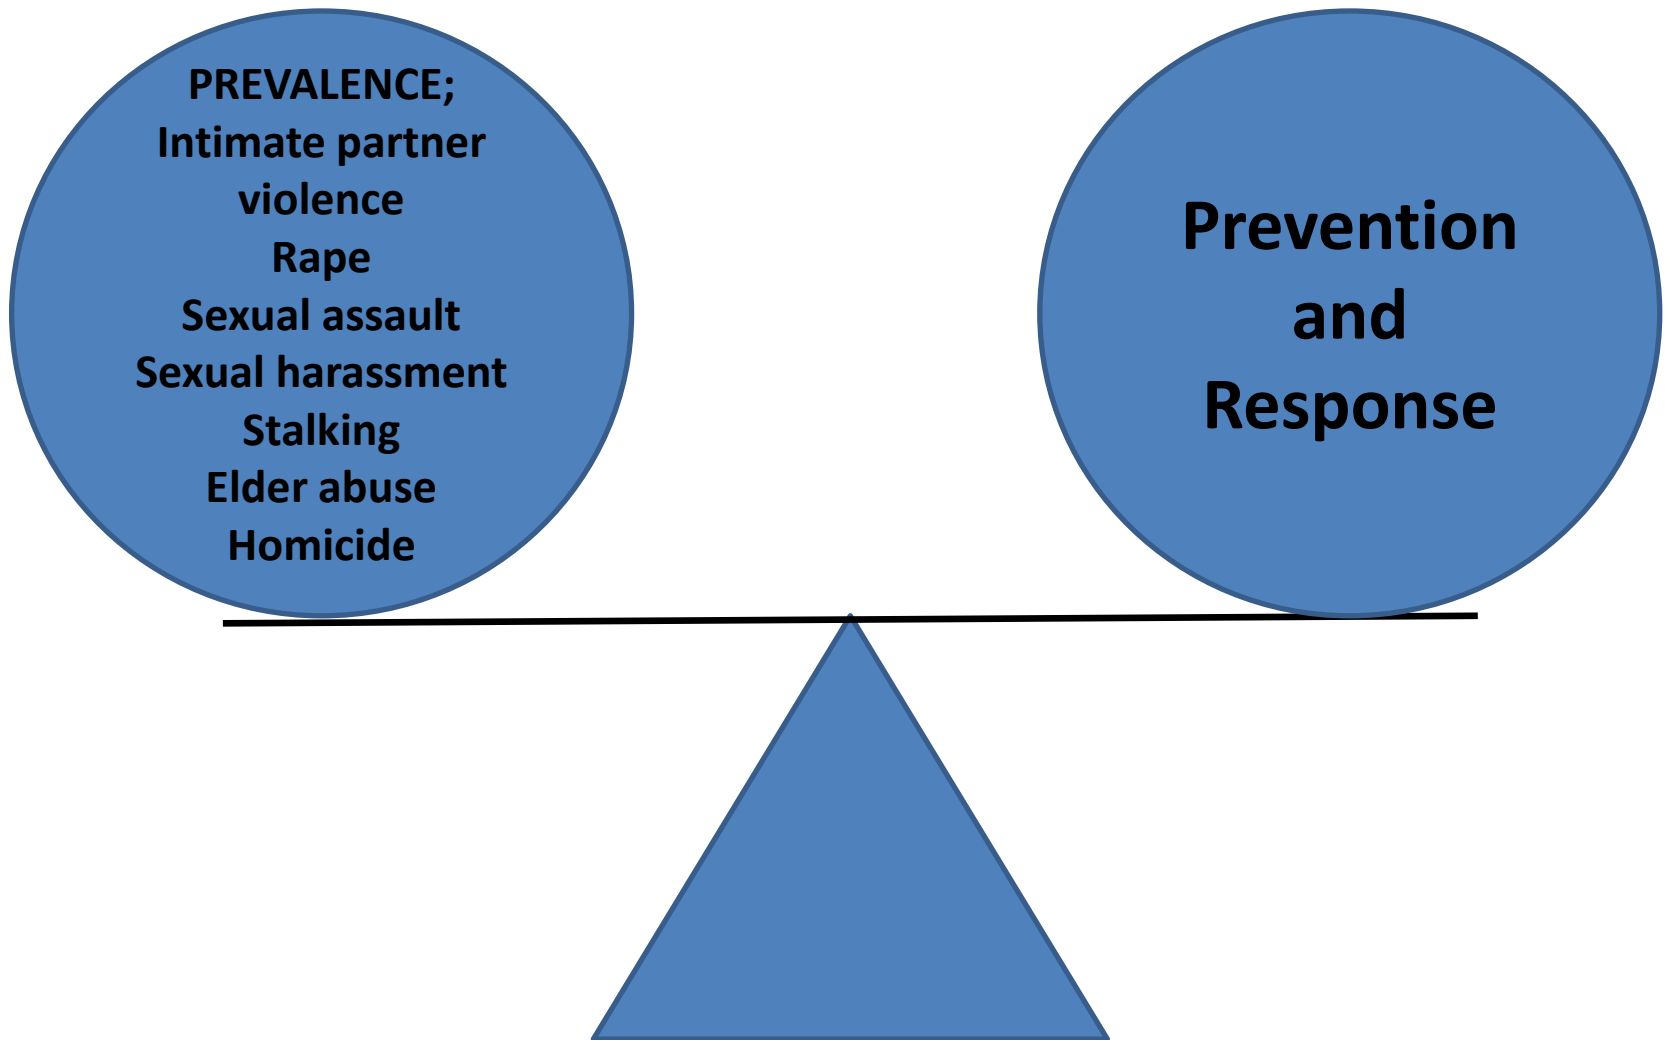 PREVALENCE;
Intimate partner
violence
Rape
Sexual assault
Sexual harassment
Stalking
Elder abuse
Homicide
Prevention
and
Response